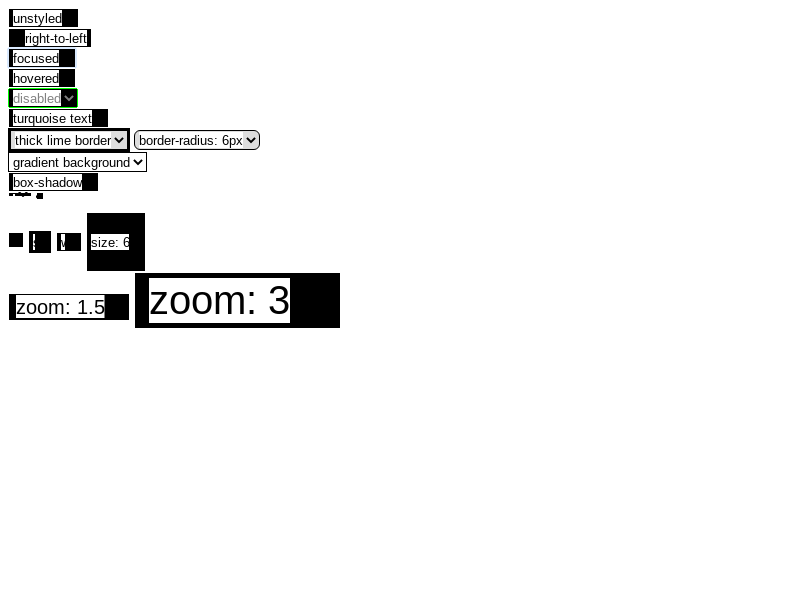 unstyled
right-to-left
focused
hovered
disabled
turquoise text
thick lime border border-radius: 6px
gradient background
box-shadow
size: 6
zoom: 1.5 zoom: 3